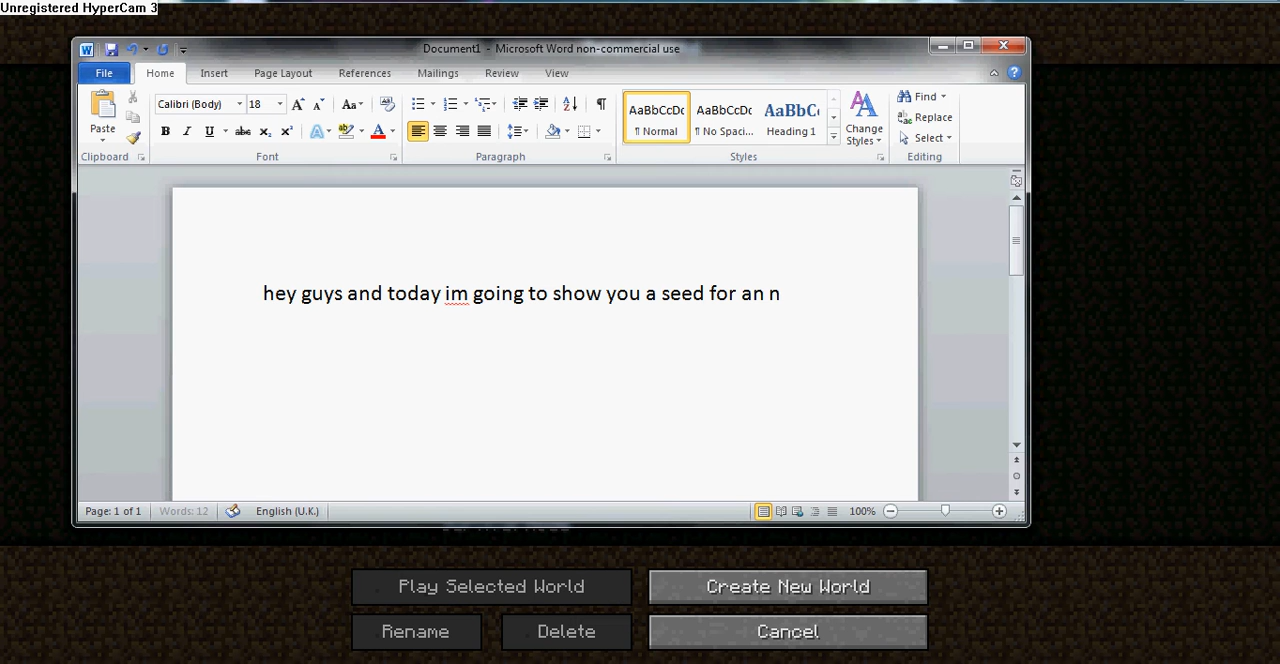 Unregistered HyperCam 3
Document1 - Microsoft Word non-commercial use
File Home Insert Page Layout References Mailings Review View
Calibri (Body) 18
Paste
AaBbCcDc AaBbCcDc AaBbC
¶ Normal ¶ No Spaci... Heading 1
Change Styles
Find
Replace
Select
Clipboard Font Paragraph Styles Editing
hey guys and today im going to show you a seed for an n
Page: 1 of 1 Words: 12 English (U.K.) 100%
Play Selected World Create New World
Rename Delete Cancel